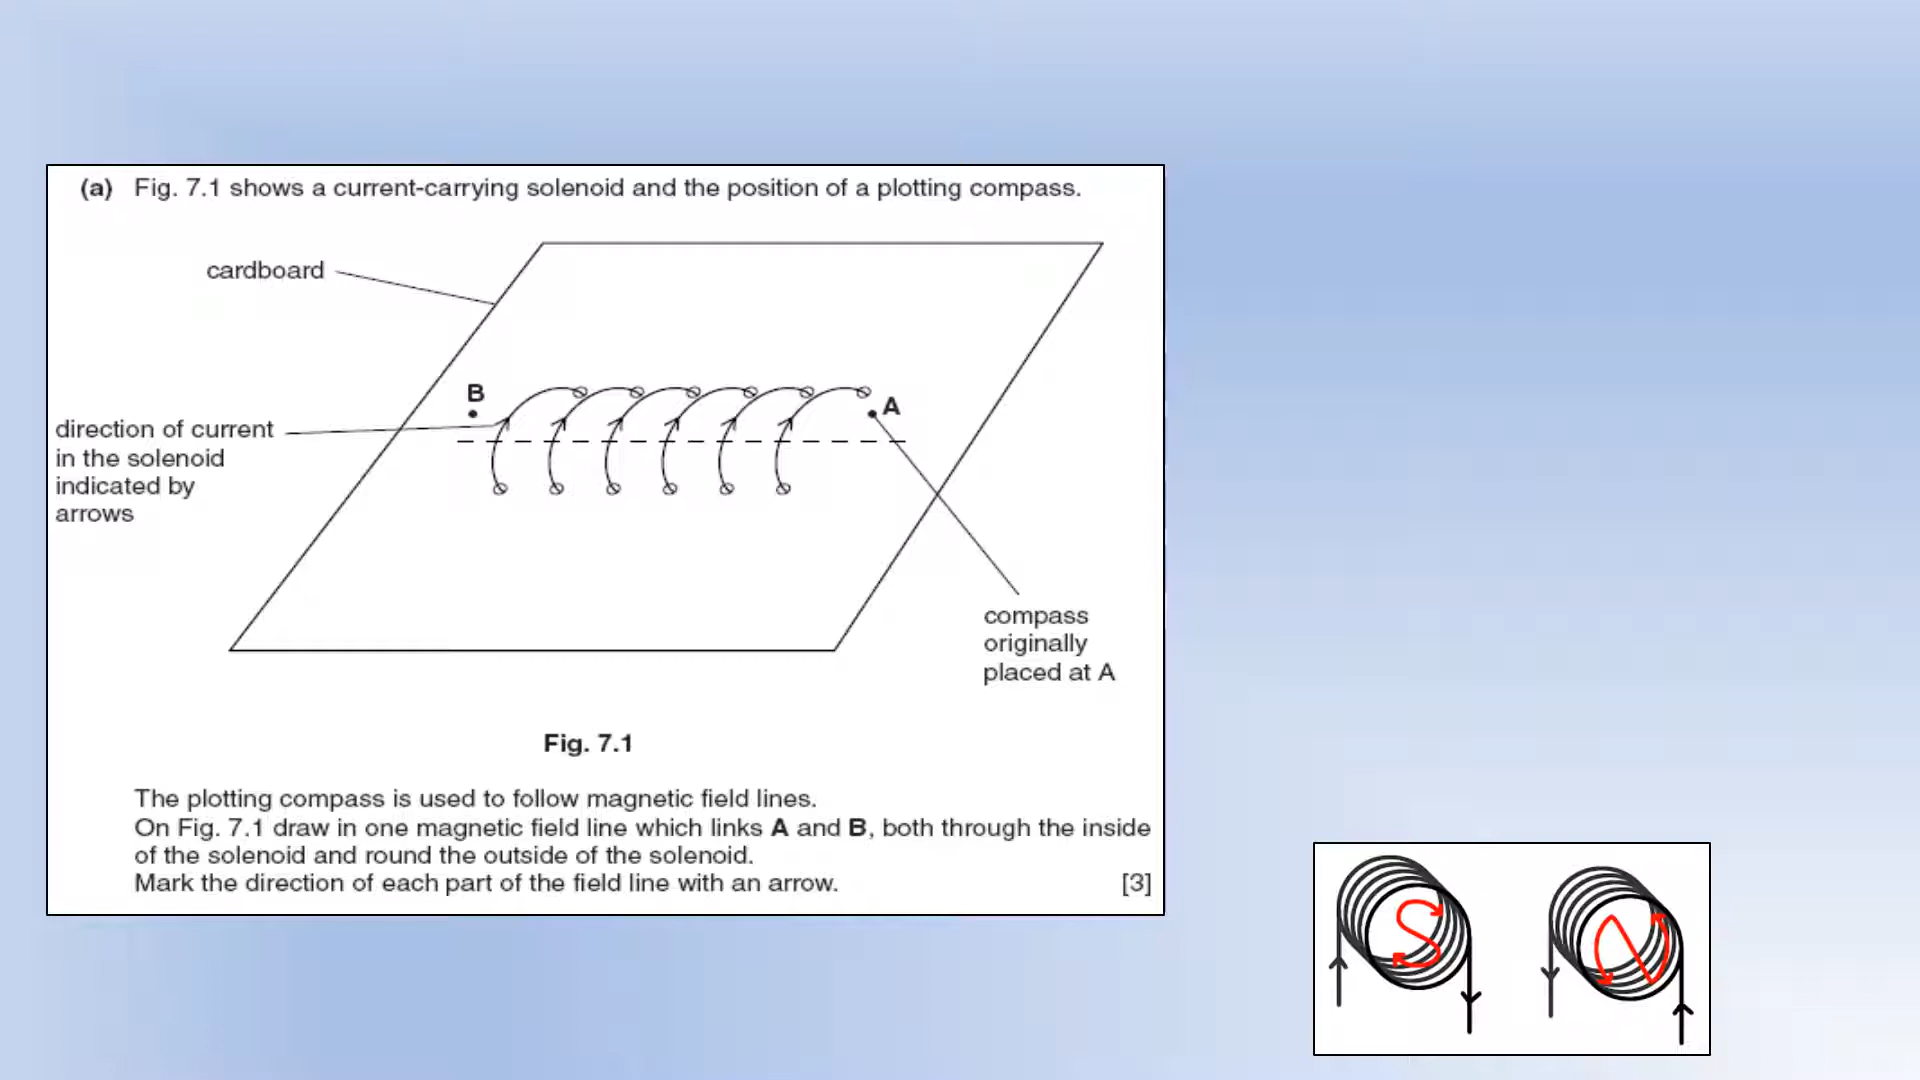 (a) Fig. 7.1 shows a current-carrying solenoid and the position of a plotting compass.
cardboard
B
A
direction of current
in the solenoid
indicated by
arrows
compass
originally
placed at A
Fig. 7.1
The plotting compass is used to follow magnetic field lines.
On Fig. 7.1 draw in one magnetic field line which links A and B, both through the inside
of the solenoid and round the outside of the solenoid.
Mark the direction of each part of the field line with an arrow. [3]
S N